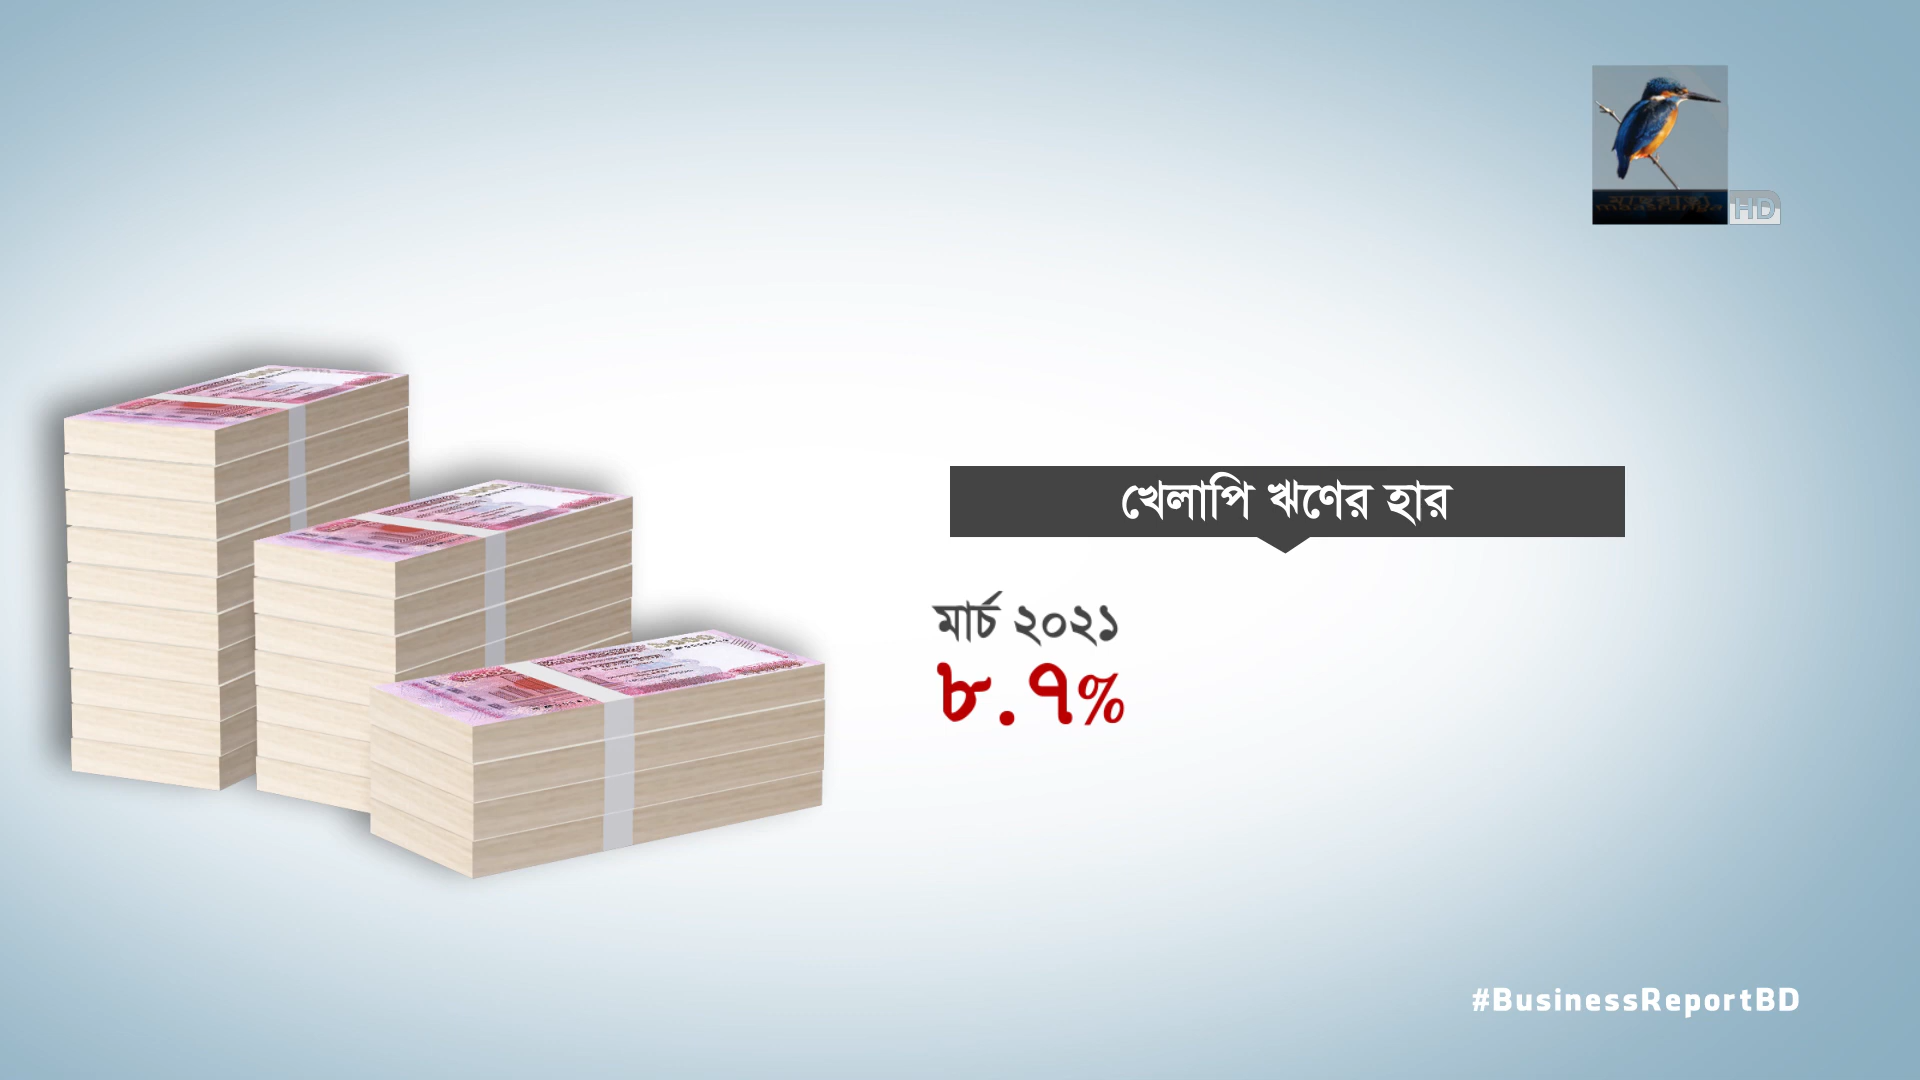 HD
খেলাপি ঋণের হার
মার্চ ২০২১
৮.৭%
#BusinessReportBD